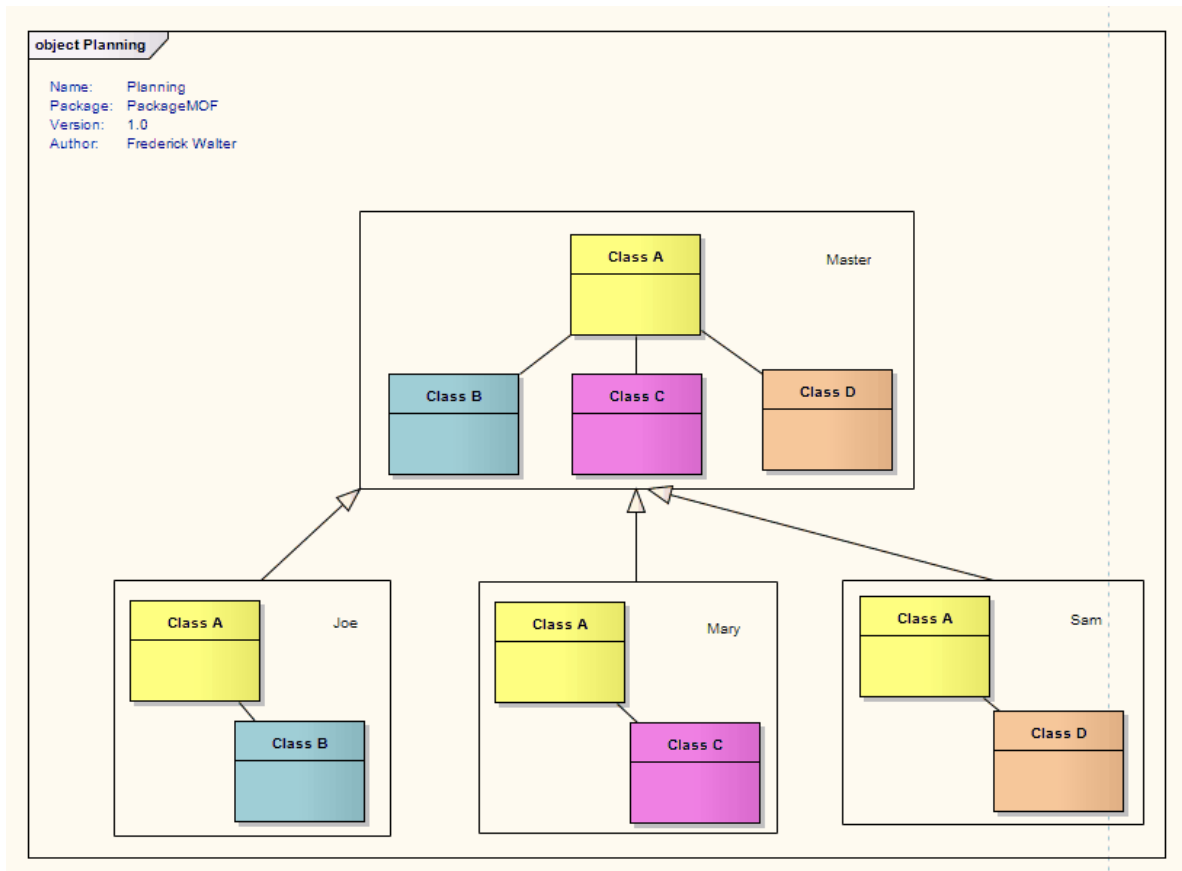 object Planning
Name: Planning
Package: PackageMOF
Version: 1.0
Author: Frederick Walter
Class A
Master
Class B
Class C
Class D
Class A
Joe
Class B
Class A
Mary
Class C
Class A
Sam
Class D